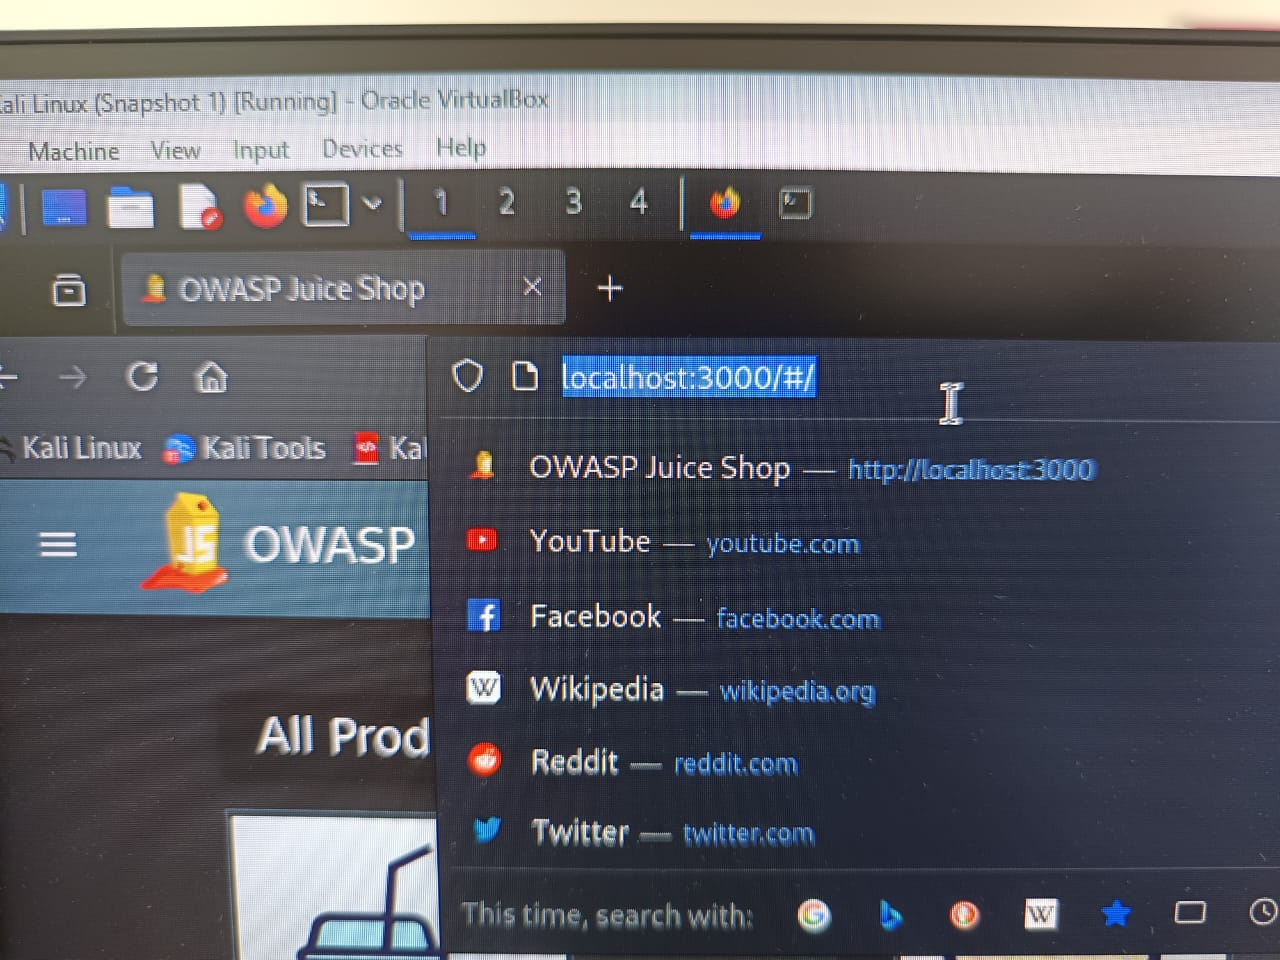 ali Linux (Snapshot 1) [Running] - Oracle VirtualBox
Machine View Input Devices Help
1 2 3 4
OWASP Juice Shop
localhost:3000/#/
Kali Linux Kali Tools Kal
OWASP Juice Shop — http://localhost:3000
YouTube — youtube.com
JS OWASP
Facebook — facebook.com
Wikipedia — wikipedia.org
All Prod
Reddit — reddit.com
Twitter — twitter.com
This time, search with: